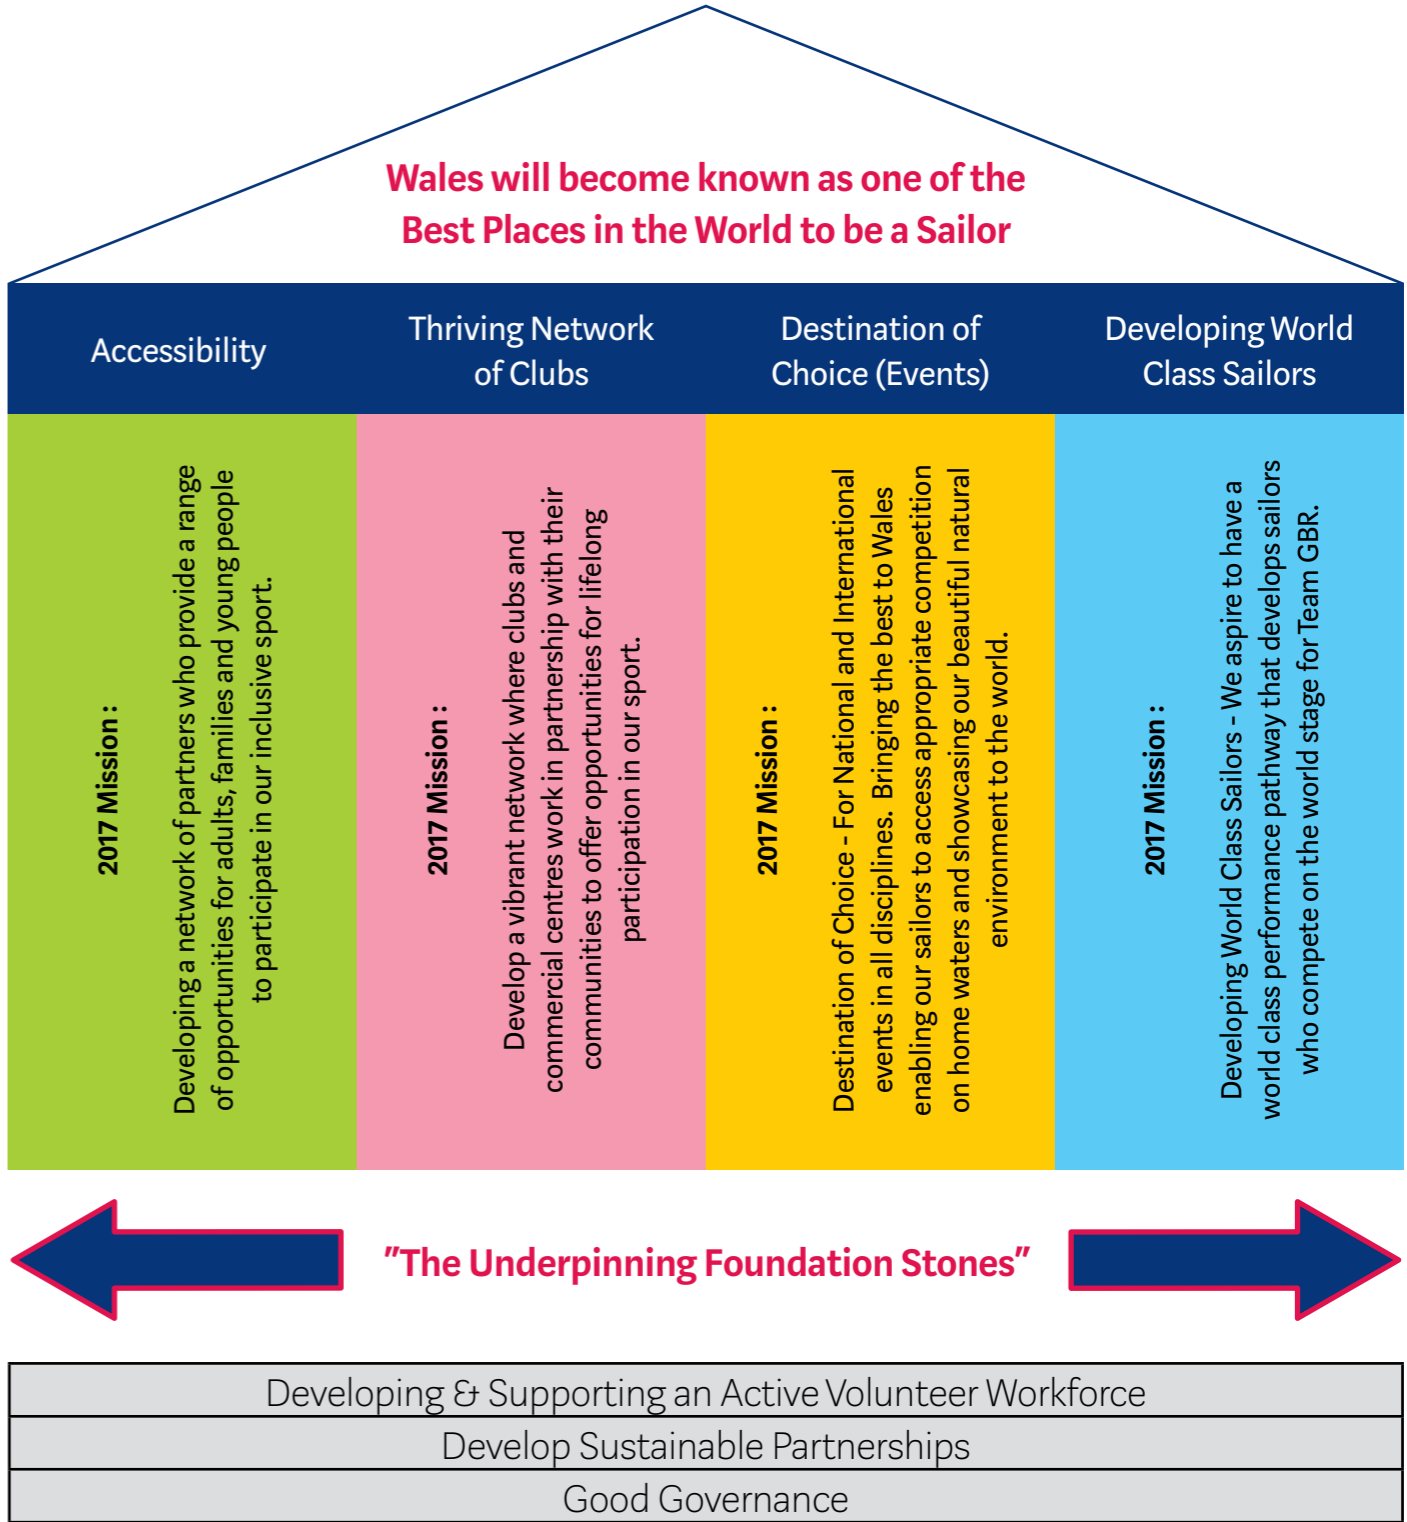 Wales will become known as one of the
Best Places in the World to be a Sailor
Accessibility
Thriving Network
of Clubs
Destination of
Choice (Events)
Developing World
Class Sailors
2017 Mission :
Developing a network of partners who provide a range
of opportunities for adults, families and young people
to participate in our inclusive sport.
2017 Mission :
Develop a vibrant network where clubs and
commercial centres work in partnership with their
communities to offer opportunities for lifelong
participation in our sport.
2017 Mission :
Destination of Choice - For National and International
events in all disciplines. Bringing the best to Wales
enabling our sailors to access appropriate competition
on home waters and showcasing our beautiful natural
environment to the world.
2017 Mission :
Developing World Class Sailors - We aspire to have a
world class performance pathway that develops sailors
who compete on the world stage for Team GBR.
"The Underpinning Foundation Stones"
Developing & Supporting an Active Volunteer Workforce
Develop Sustainable Partnerships
Good Governance